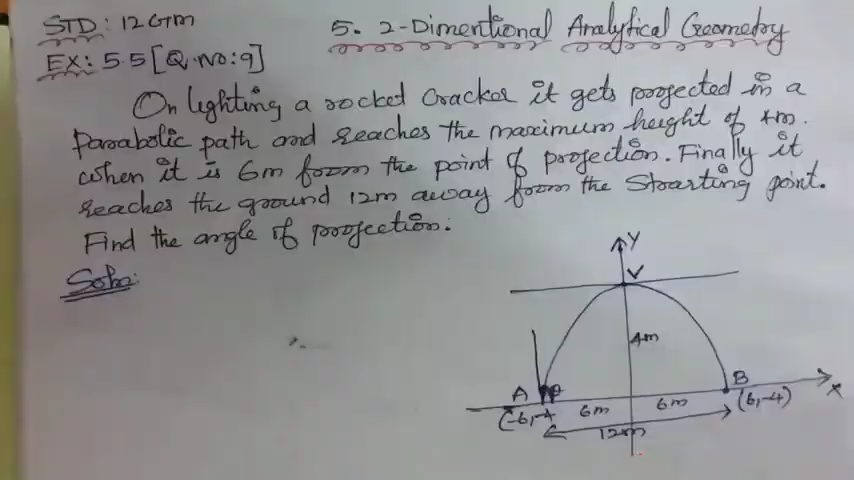 STD: 12 GTM
5. 2-Dimentional Analytical Geometry
EX: 5.5 [Q.NO:9]
On lighting a rocket cracker it gets projected in a
parabolic path and reaches the maximum height of 4m.
when it is 6m from the point of projection. Finally it
reaches the ground 12m away from the starting point.
Find the angle of projection.
Soln:
Y
V
4m
A
B
X
(-6,-4
6m
6m
(6,-4)
12m